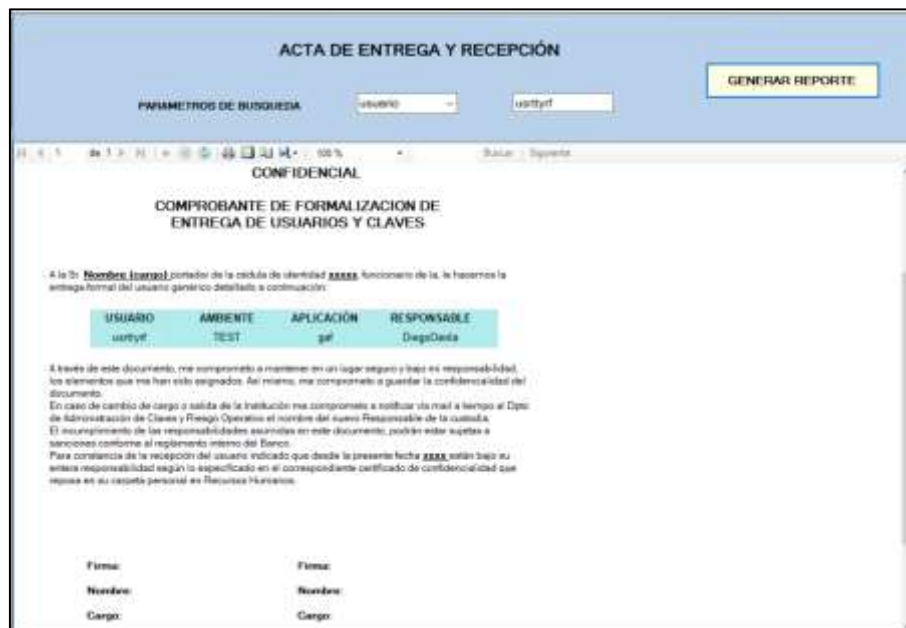 ACTA DE ENTREGA Y RECEPCIÓN
GENERAR REPORTE
PARAMETROS DE BUSQUEDA usuario
1 de 1 100 % Buscar Siguiente
CONFIDENCIAL
COMPROBANTE DE FORMALIZACION DE
ENTREGA DE USUARIOS Y CLAVES
A la Sr. Nombre (cargo) portador de la cédula de identidad xxxxx, funcionario de la, le hacemos la
entrega formal del usuario genérico detallado a continuación:
USUARIO AMBIENTE APLICACIÓN RESPONSABLE
TEST
A través de este documento, me comprometo a mantener en un lugar seguro y bajo mi responsabilidad,
los elementos que me han sido asignados. Así mismo, me comprometo a guardar la confidencialidad del
documento.
En caso de cambio de cargo o salida de la Institución me comprometo a notificar vía mail a tiempo al Dpto
de Administración de Claves y Riesgo Operativo el nombre del nuevo Responsable de la custodia.
El incumplimiento de las responsabilidades asumidas en este documento, podrán estar sujetas a
sanciones conforme al reglamento interno del Banco.
Para constancia de la recepción del usuario indicado que desde la presente fecha xxxx están bajo su
entera responsabilidad según lo especificado en el correspondiente certificado de confidencialidad que
reposa en su carpeta personal en Recursos Humanos.
Firma: Firma:
Nombre: Nombre:
Cargo: Cargo: